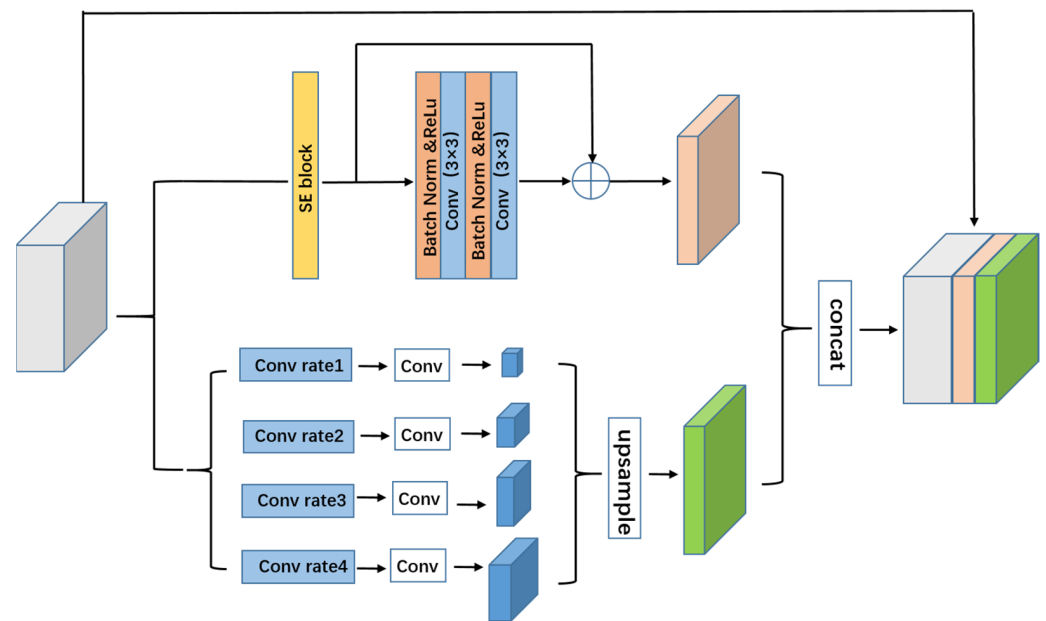 SE block
Batch Norm &ReLu
Conv (3×3)
Batch Norm &ReLu
Conv (3×3)
Conv rate1
Conv
Conv rate2
Conv
Conv rate3
Conv
Conv rate4
Conv
upsample
concat